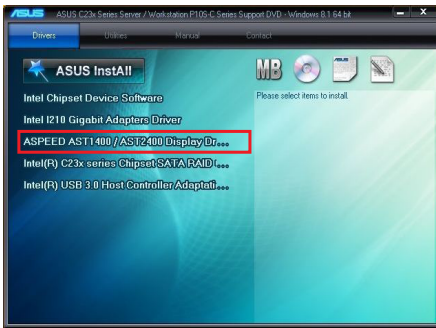 ASUS ASUS C23x Series Server / Workstation P10S-C Series Support DVD - Windows 8.1 64 bit
Drivers Utilities Manual Contact
ASUS InstAll
MB
Intel Chipset Device Software
Please select items to install.
Intel I210 Gigabit Adapters Driver
ASPEED AST1400 / AST2400 Display Dr...
Intel(R) C23x series Chipset SATA RAID (...
Intel(R) USB 3.0 Host Controller Adaptati...